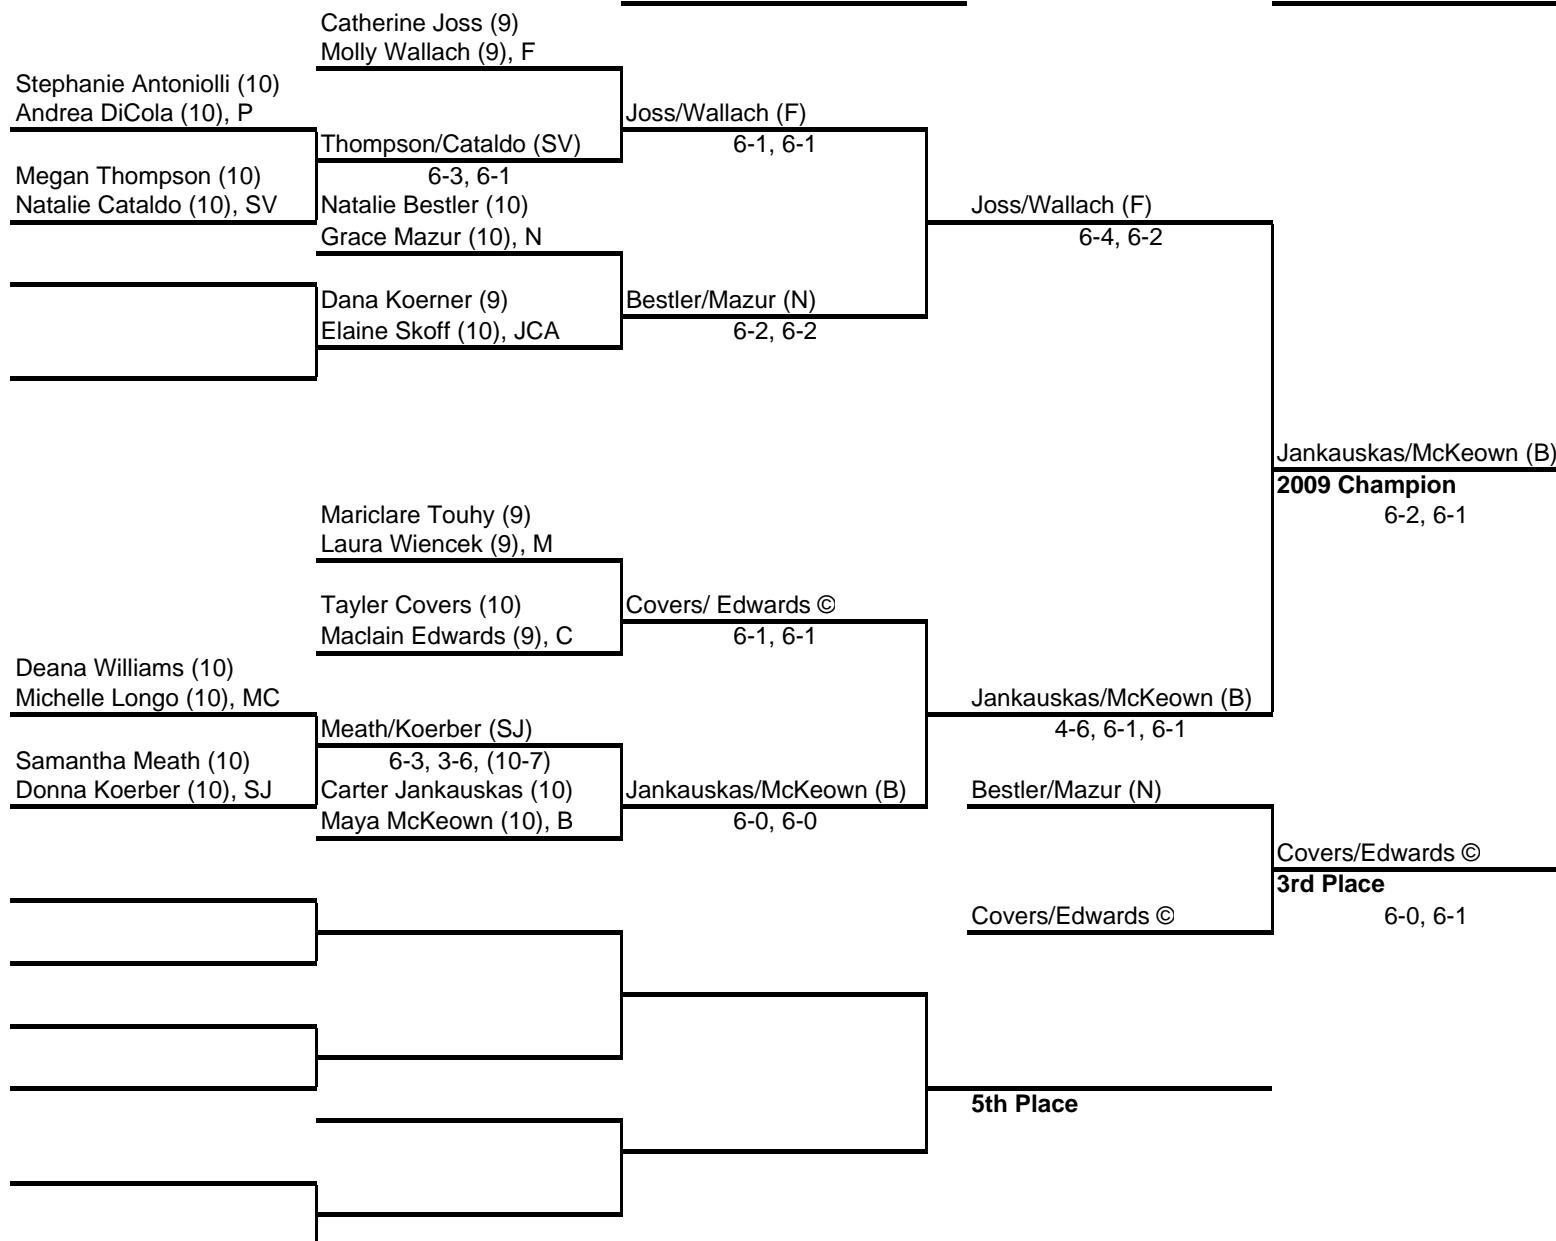 Catherine Joss (9)
Molly Wallach (9), F
Stephanie Antoniolli (10)
Andrea DiCola (10), P
Joss/Wallach (F)
Thompson/Cataldo (SV)
6-1, 6-1
Megan Thompson (10)
6-3, 6-1
Natalie Cataldo (10), SV
Natalie Bestler (10)
Joss/Wallach (F)
Grace Mazur (10), N
6-4, 6-2
Dana Koerner (9)
Bestler/Mazur (N)
Elaine Skoff (10), JCA
6-2, 6-2
Jankauskas/McKeown (B)
2009 Champion
6-2, 6-1
Mariclare Touhy (9)
Laura Wiencek (9), M
Tayler Covers (10)
Covers/ Edwards ©
Maclain Edwards (9), C
6-1, 6-1
Deana Williams (10)
Michelle Longo (10), MC
Jankauskas/McKeown (B)
Meath/Koerber (SJ)
4-6, 6-1, 6-1
Samantha Meath (10)
6-3, 3-6, (10-7)
Donna Koerber (10), SJ
Carter Jankauskas (10)
Jankauskas/McKeown (B)
Bestler/Mazur (N)
Maya McKeown (10), B
6-0, 6-0
Covers/Edwards ©
3rd Place
Covers/Edwards ©
6-0, 6-1
5th Place